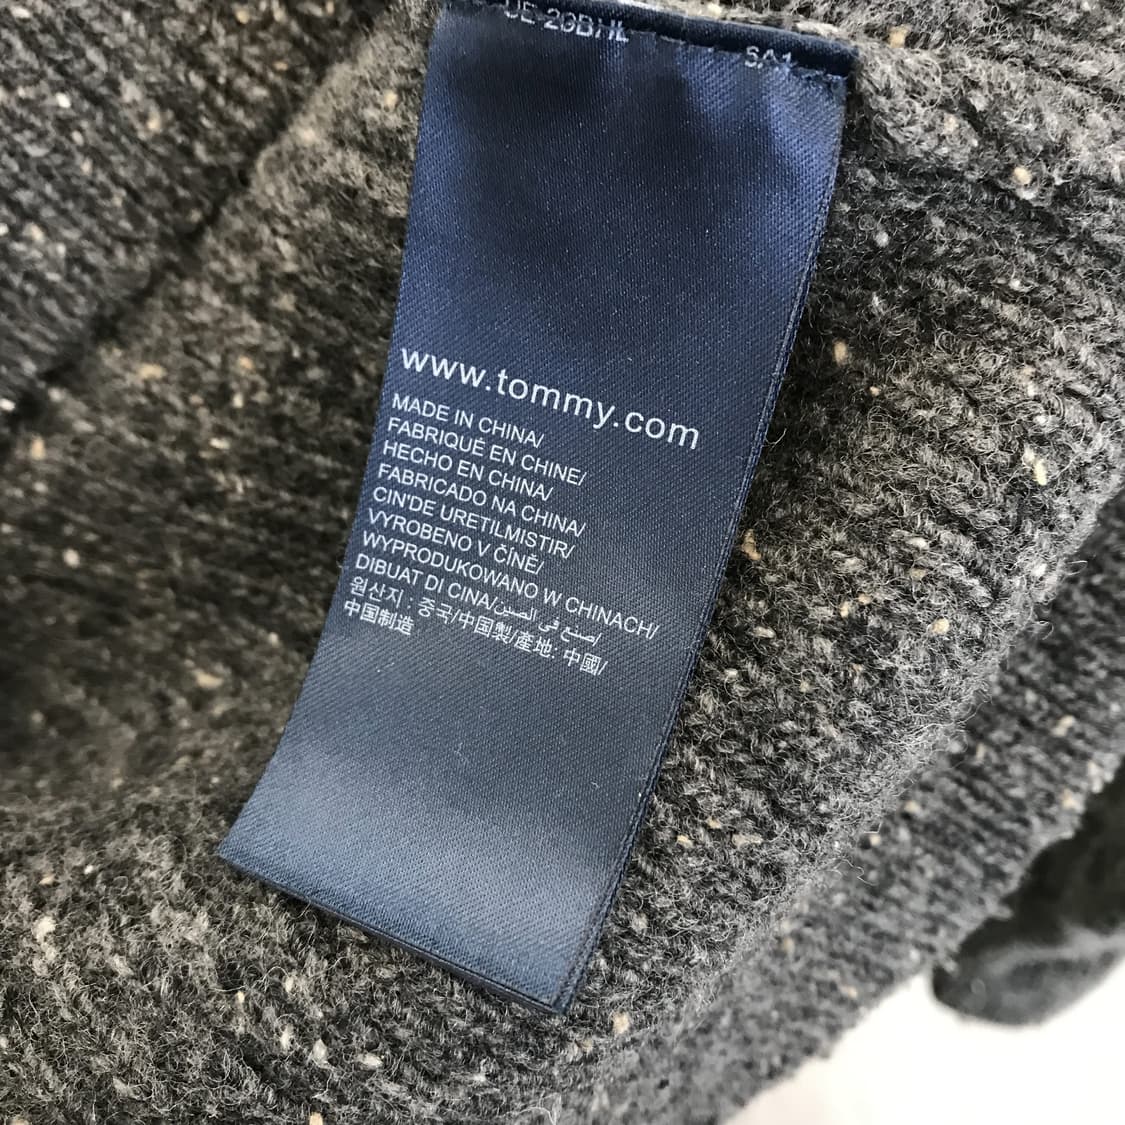 20BHL SA1
www.tommy.com
MADE IN CHINA/
FABRIQUÉ EN CHINE/
HECHO EN CHINA/
FABRICADO NA CHINA/
CIN'DE URETILMISTIR/
VYROBENO V ČÍNĚ/
WYPRODUKOWANO W CHINACH/
DIBUAT DI CINA/صنع في الصين/
원산지 : 중국/中国製/產地: 中國/
中国制造